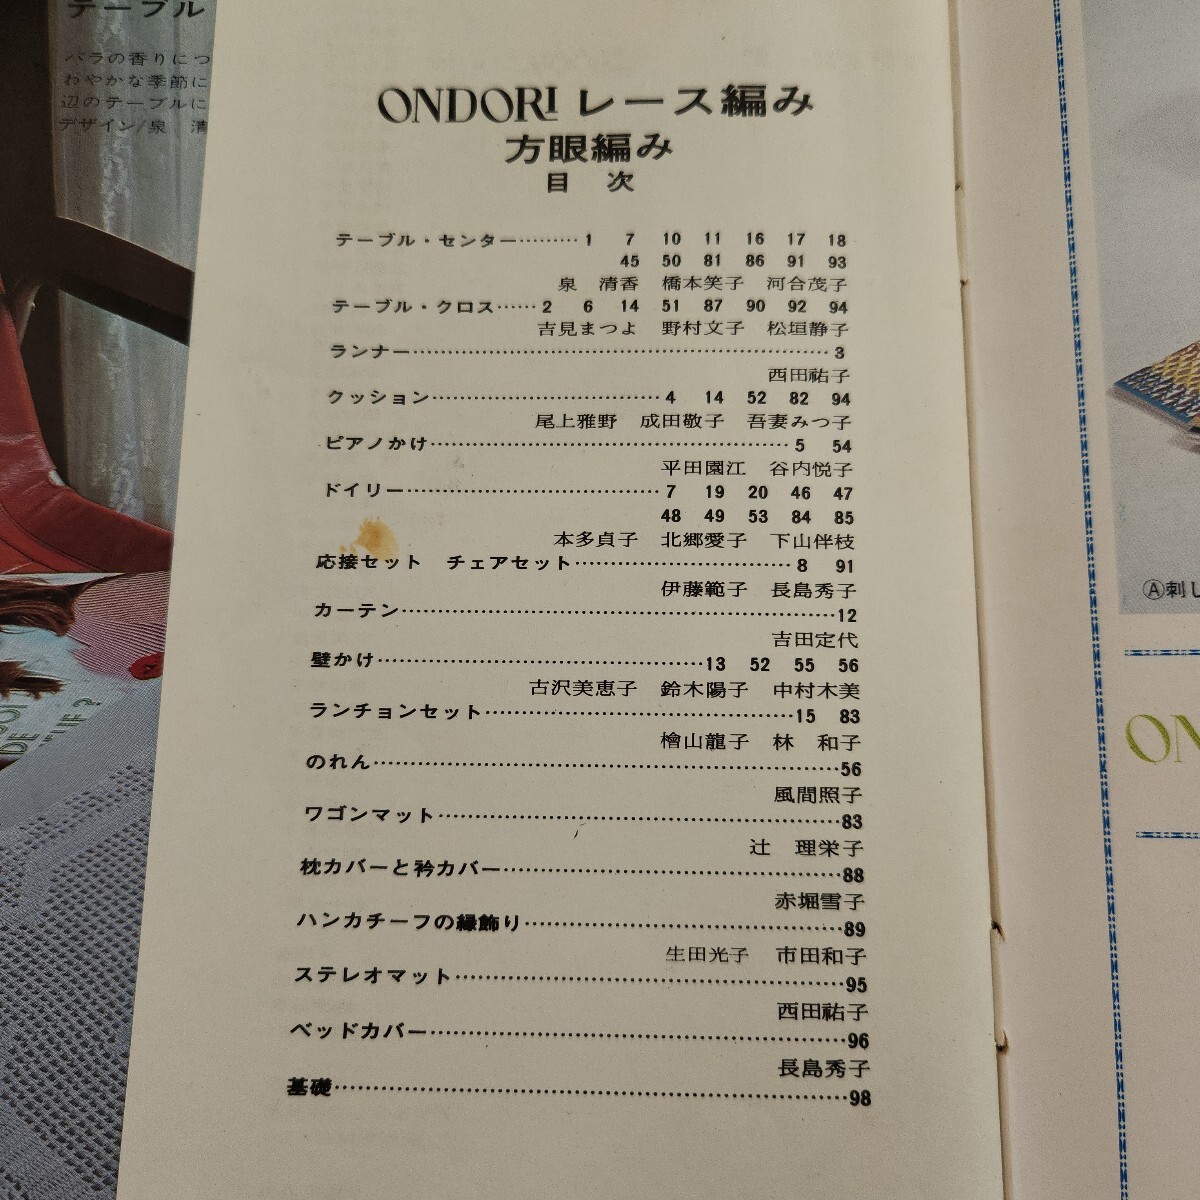 テーブル
バラの香りにつ
わやかな季節に
辺のテーブルに
デザイン/泉 清
ONDORI レース編み
方眼編み
目 次
テーブル・センター………1 7 10 11 16 17 18
45 50 81 86 91 93
泉 清香 橋本笑子 河合茂子
テーブル・クロス……2 6 14 51 87 90 92 94
吉見まつよ 野村文子 松垣静子
ランナー………3
西田祐子
クッション………4 14 52 82 94
尾上雅野 成田敬子 吾妻みつ子
ピアノかけ………5 54
平田園江 谷内悦子
ドイリー………7 19 20 46 47
48 49 53 84 85
本多貞子 北郷愛子 下山伴枝
応接セット チェアセット………8 91
伊藤範子 長島秀子
カーテン………12
吉田定代
壁かけ………13 52 55 56
古沢美恵子 鈴木陽子 中村木美
ランチョンセット………15 83
檜山龍子 林 和子
のれん………56
風間照子
ワゴンマット………83
辻 理栄子
枕カバーと衿カバー………88
赤堀雪子
ハンカチーフの縁飾り………89
生田光子 市田和子
ステレオマット………95
西田祐子
ベッドカバー………96
長島秀子
基礎………98
Ⓐ刺し
ON